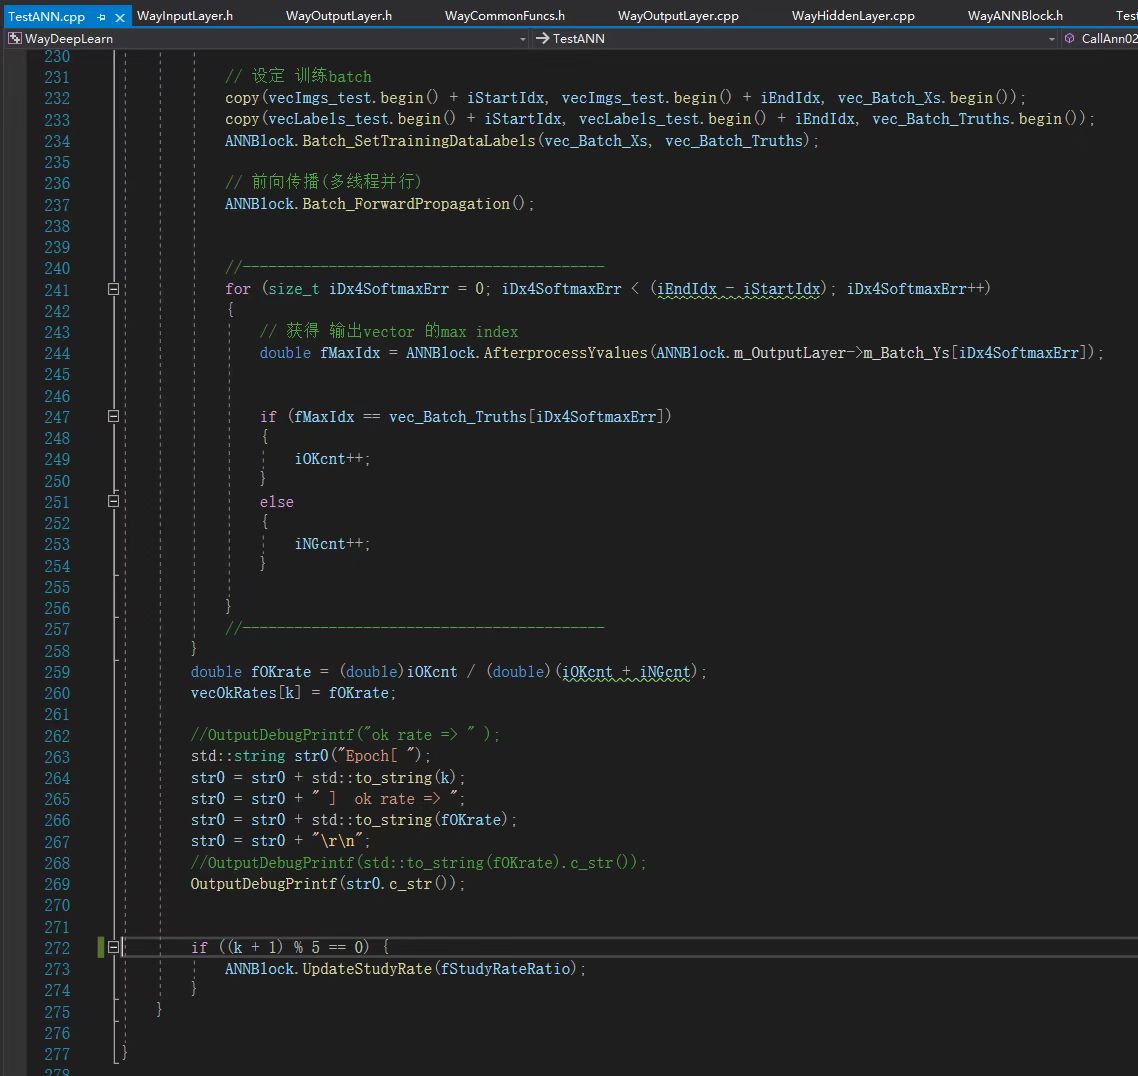 TestANN.cpp WayInputLayer.h WayOutputLayer.h WayCommonFuncs.h WayOutputLayer.cpp WayHiddenLayer.cpp WayANNBlock.h Test
WayDeepLearn TestANN CallAnn02
230
231 // 设定 训练batch
232 copy(vecImgs_test.begin() + iStartIdx, vecImgs_test.begin() + iEndIdx, vec_Batch_Xs.begin());
233 copy(vecLabels_test.begin() + iStartIdx, vecLabels_test.begin() + iEndIdx, vec_Batch_Truths.begin());
234 ANNBlock.Batch_SetTrainingDataLabels(vec_Batch_Xs, vec_Batch_Truths);
235
236 // 前向传播(多线程并行)
237 ANNBlock.Batch_ForwardPropagation();
238
239
240 //------------------------------------------
241 for (size_t iDx4SoftmaxErr = 0; iDx4SoftmaxErr < (iEndIdx - iStartIdx); iDx4SoftmaxErr++)
242 {
243 // 获得 输出vector 的max index
244 double fMaxIdx = ANNBlock.AfterprocessYvalues(ANNBlock.m_OutputLayer->m_Batch_Ys[iDx4SoftmaxErr]);
245
246
247 if (fMaxIdx == vec_Batch_Truths[iDx4SoftmaxErr])
248 {
249 iOKcnt++;
250 }
251 else
252 {
253 iNGcnt++;
254 }
255
256 }
257 //------------------------------------------
258 }
259 double fOKrate = (double)iOKcnt / (double)(iOKcnt + iNGcnt);
260 vecOkRates[k] = fOKrate;
261
262 //OutputDebugPrintf("ok rate => " );
263 std::string str0("Epoch[ ");
264 str0 = str0 + std::to_string(k);
265 str0 = str0 + " ]  ok rate => ";
266 str0 = str0 + std::to_string(fOKrate);
267 str0 = str0 + "\r\n";
268 //OutputDebugPrintf(std::to_string(fOKrate).c_str());
269 OutputDebugPrintf(str0.c_str());
270
271
272 if ((k + 1) % 5 == 0) {
273 ANNBlock.UpdateStudyRate(fStudyRateRatio);
274 }
275 }
276
277 }
278